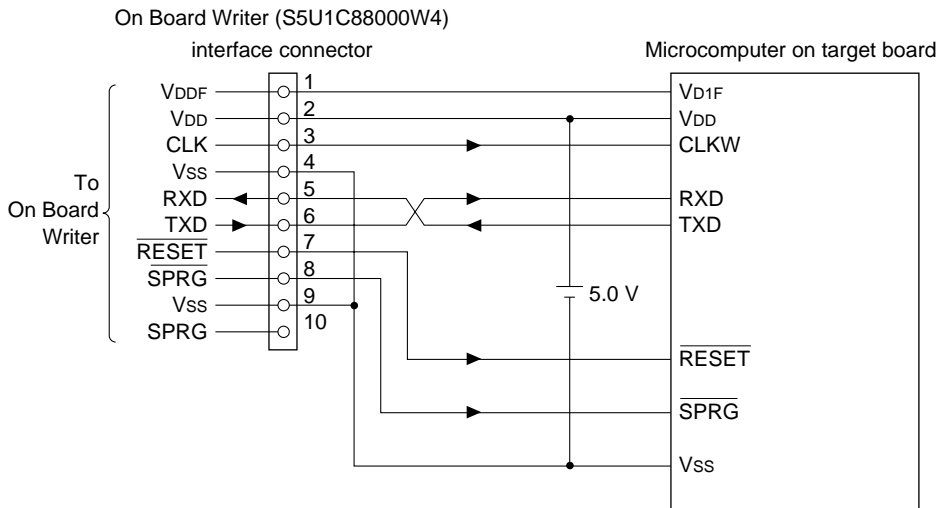 On Board Writer (S5U1C88000W4)
interface connector
Microcomputer on target board
To
On Board
Writer
VDDF
1
VD1F
VDD
2
VDD
CLK
3
CLKW
VSS
4
RXD
5
RXD
TXD
6
TXD
RESET
7
SPRG
8
VSS
9
SPRG
10
5.0 V
RESET
SPRG
VSS